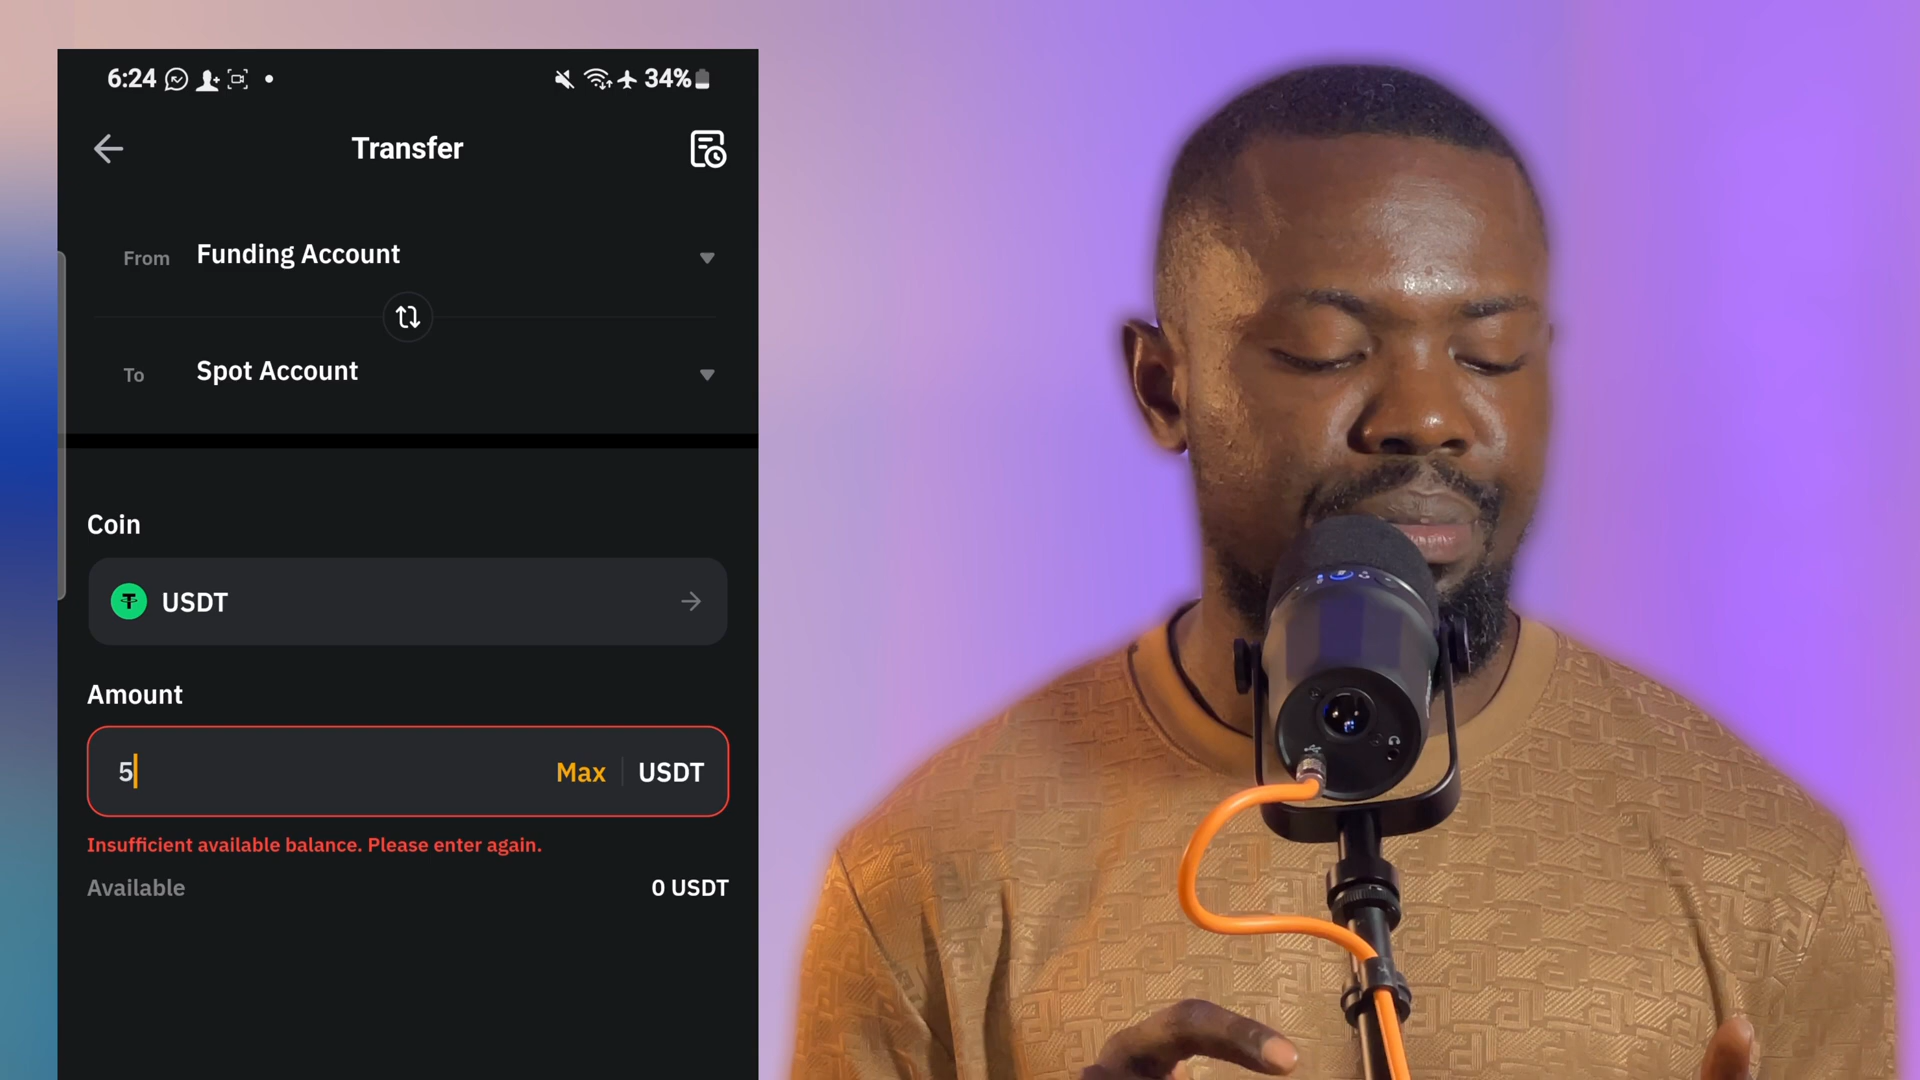 6:24
34%
Transfer
From Funding Account
To Spot Account
Coin
USDT
Amount
5 Max USDT
Insufficient available balance. Please enter again.
Available 0 USDT